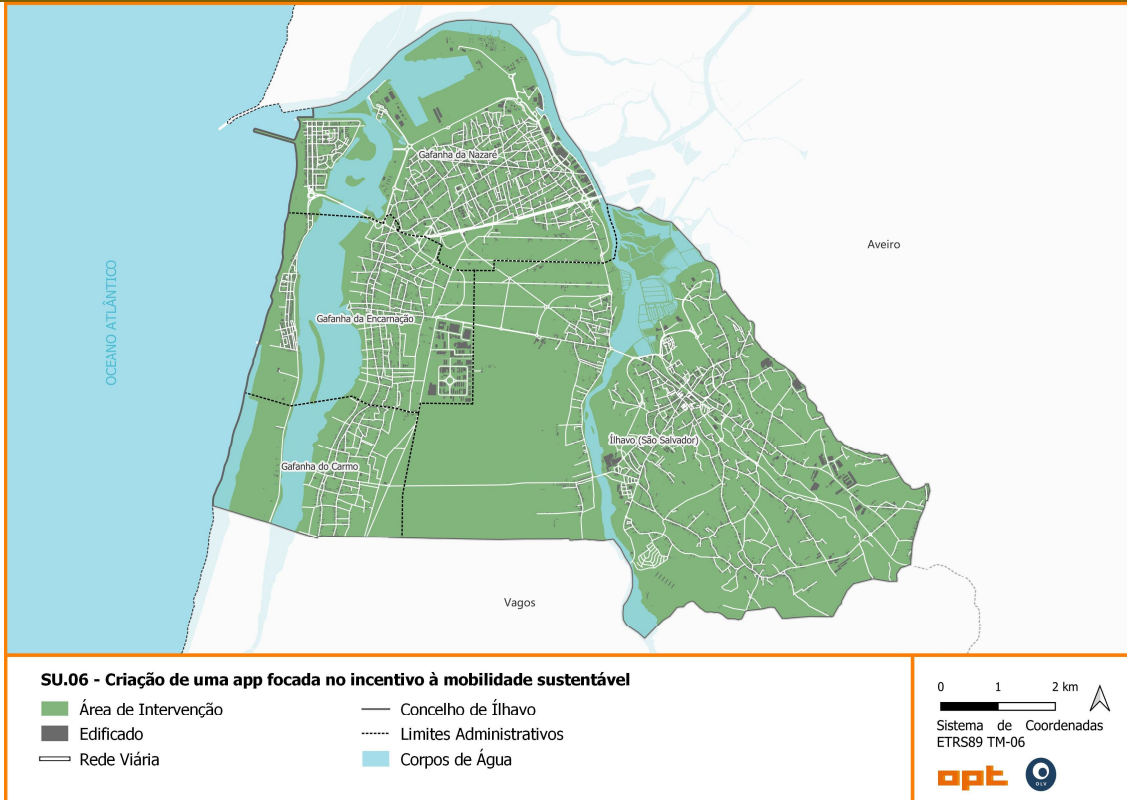 Gafanha da Nazaré
Aveiro
OCEANO ATLÂNTICO
Gafanha da Encarnação
Ílhavo (São Salvador)
Gafanha do Carmo
Vagos
SU.06 - Criação de uma app focada no incentivo à mobilidade sustentável
Área de Intervenção
Edificado
Rede Viária
Concelho de Ílhavo
Limites Administrativos
Corpos de Água
0 1 2 km
Sistema de Coordenadas
ETRS89 TM-06
opt
OLV